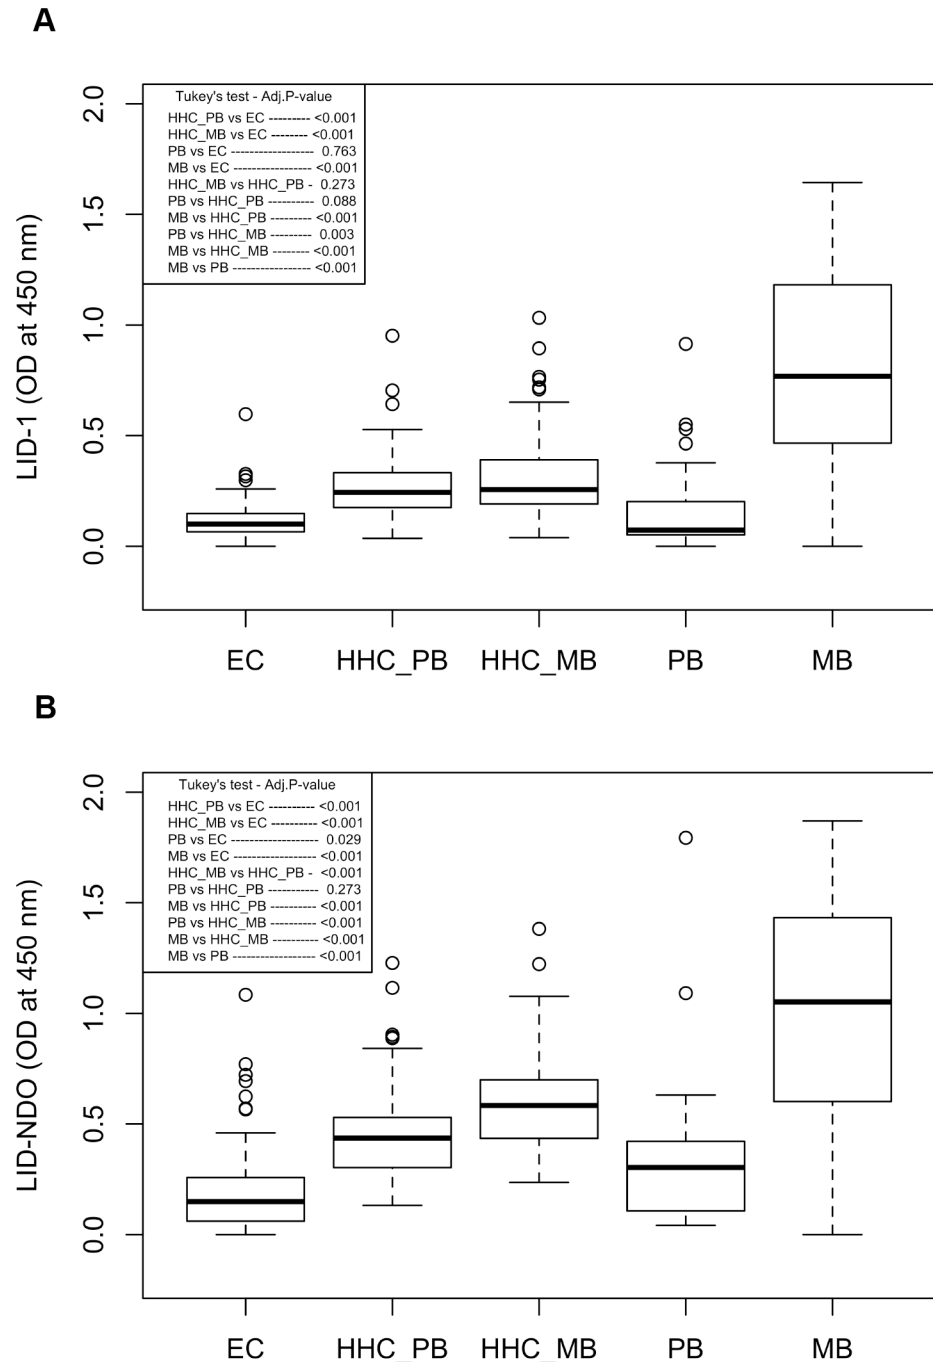 A
Tukey's test - Adj.P-value
HHC_PB vs EC --------- <0.001
HHC_MB vs EC -------- <0.001
PB vs EC ------------------ 0.763
MB vs EC ----------------- <0.001
HHC_MB vs HHC_PB - 0.273
PB vs HHC_PB ---------- 0.088
MB vs HHC_PB --------- <0.001
PB vs HHC_MB --------- 0.003
MB vs HHC_MB -------- <0.001
MB vs PB ----------------- <0.001
LID-1 (OD at 450 nm)
2.0
1.5
1.0
0.5
0.0
EC HHC_PB HHC_MB PB MB
B
Tukey's test - Adj.P-value
HHC_PB vs EC ---------- <0.001
HHC_MB vs EC ---------- <0.001
PB vs EC ------------------- 0.029
MB vs EC ------------------ <0.001
HHC_MB vs HHC_PB - <0.001
PB vs HHC_PB ----------- 0.273
MB vs HHC_PB ---------- <0.001
PB vs HHC_MB ---------- <0.001
MB vs HHC_MB ---------- <0.001
MB vs PB ------------------ <0.001
LID-NDO (OD at 450 nm)
2.0
1.5
1.0
0.5
0.0
EC HHC_PB HHC_MB PB MB